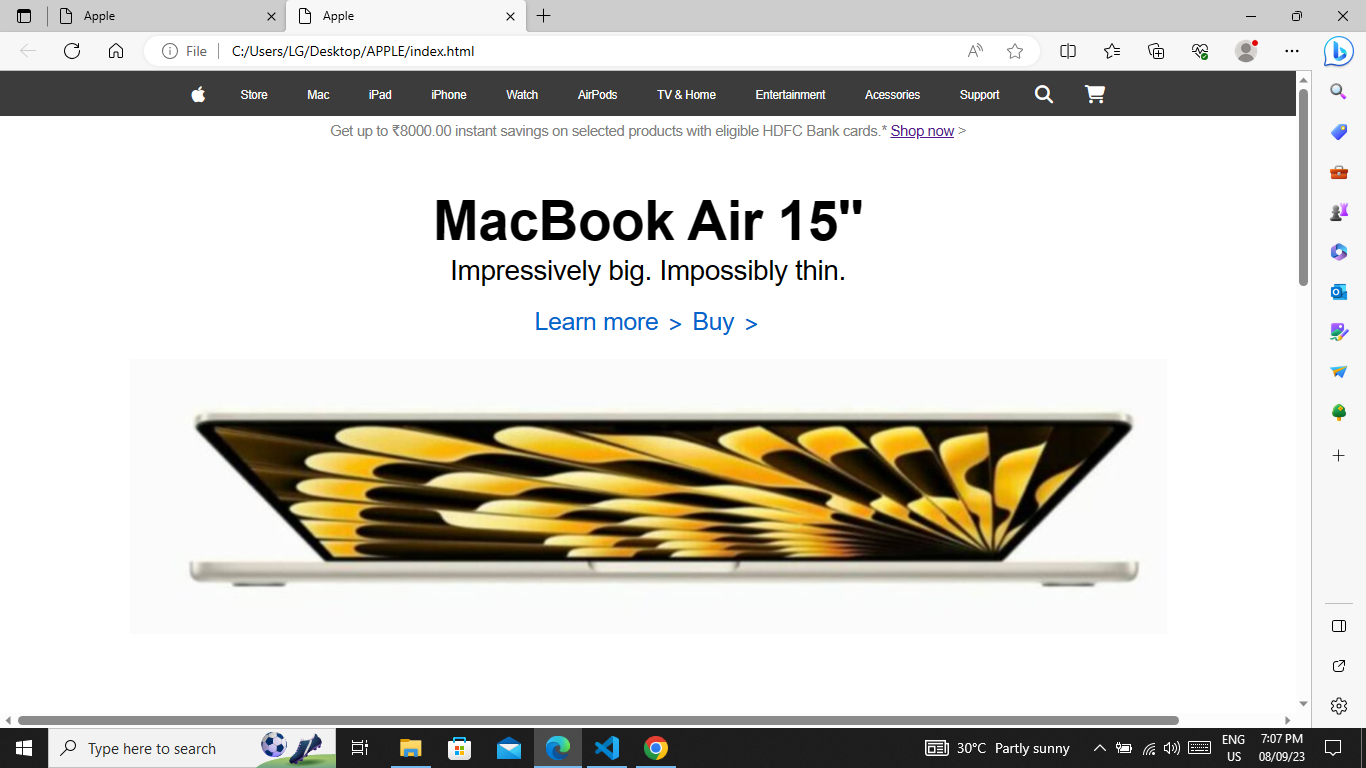 Apple
Apple
File
C:/Users/LG/Desktop/APPLE/index.html
Store Mac iPad iPhone Watch AirPods TV & Home Entertainment Acessories Support
Get up to ₹8000.00 instant savings on selected products with eligible HDFC Bank cards.* Shop now >
MacBook Air 15"
Impressively big. Impossibly thin.
Learn more > Buy >
Type here to search
30°C Partly sunny
ENG
US
7:07 PM
08/09/23